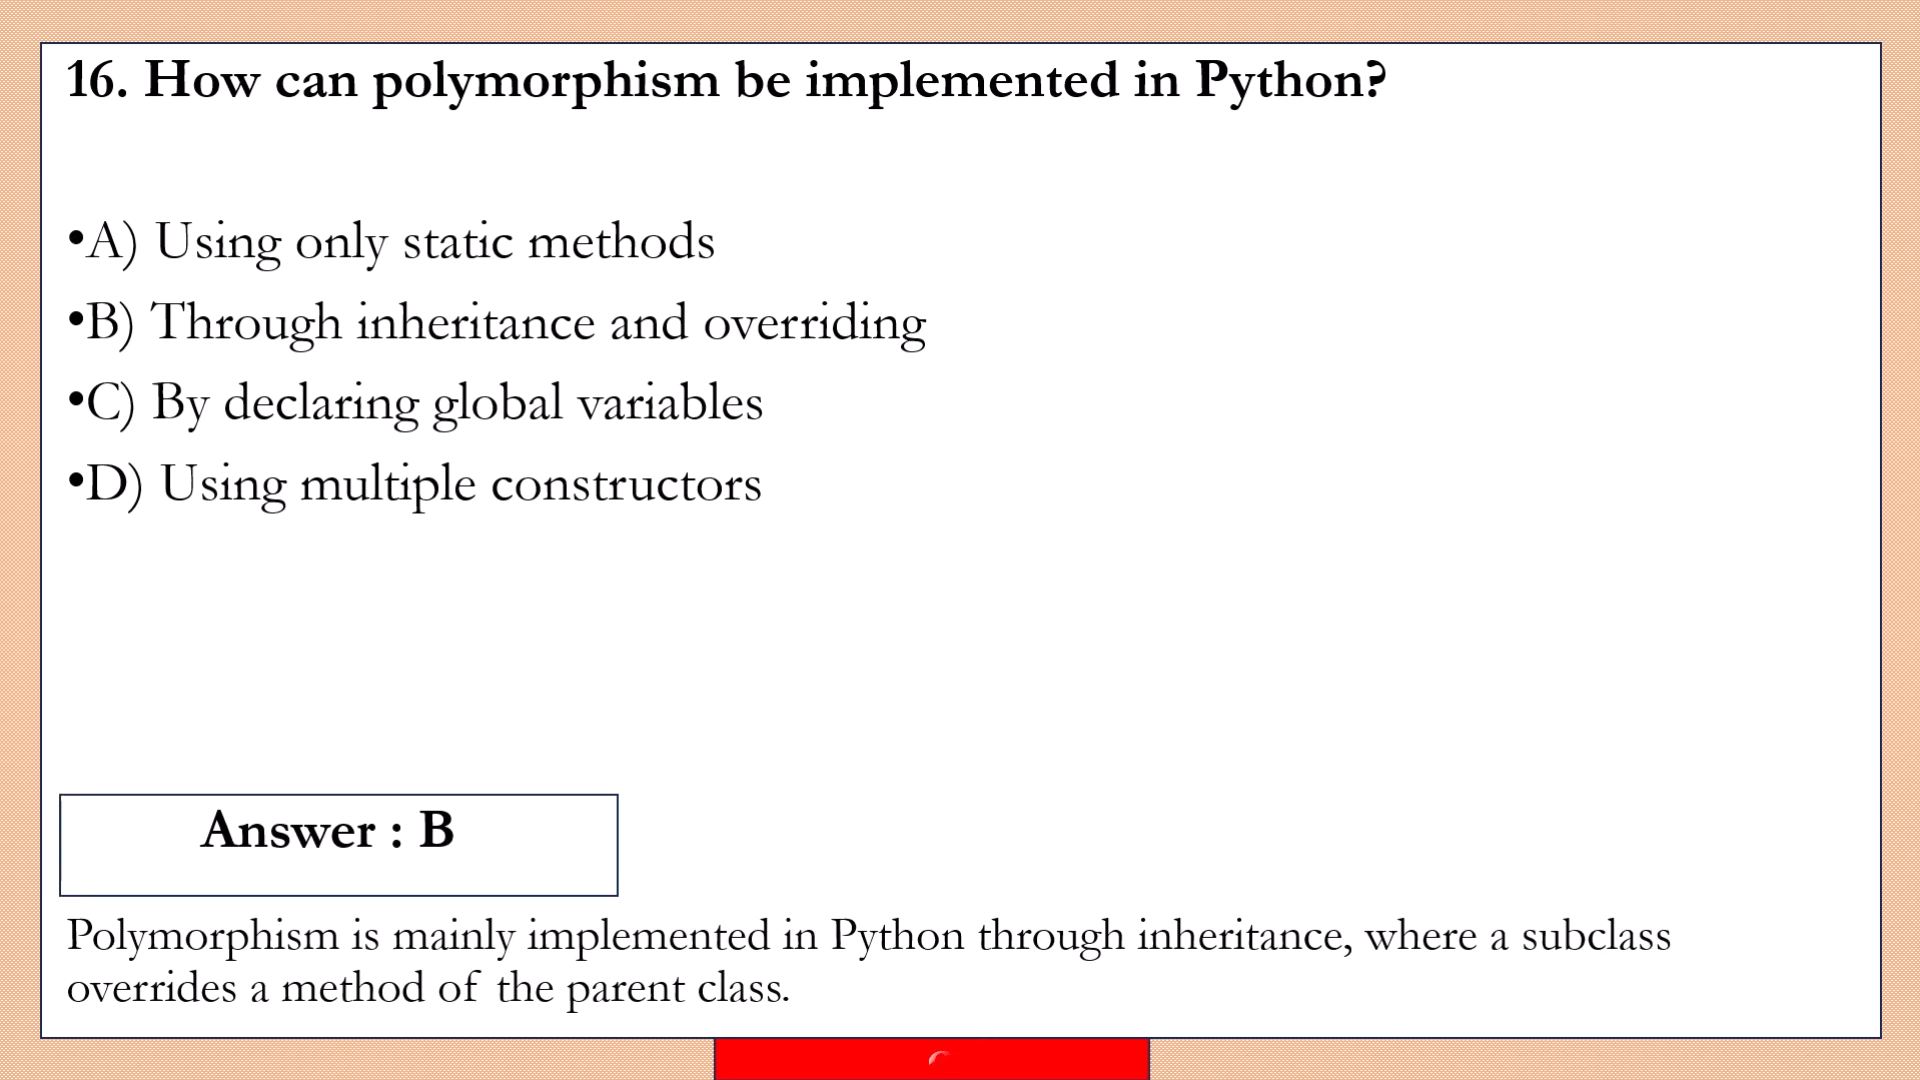 16. How can polymorphism be implemented in Python?
•A) Using only static methods
•B) Through inheritance and overriding
•C) By declaring global variables
•D) Using multiple constructors
Answer : B
Polymorphism is mainly implemented in Python through inheritance, where a subclass
overrides a method of the parent class.